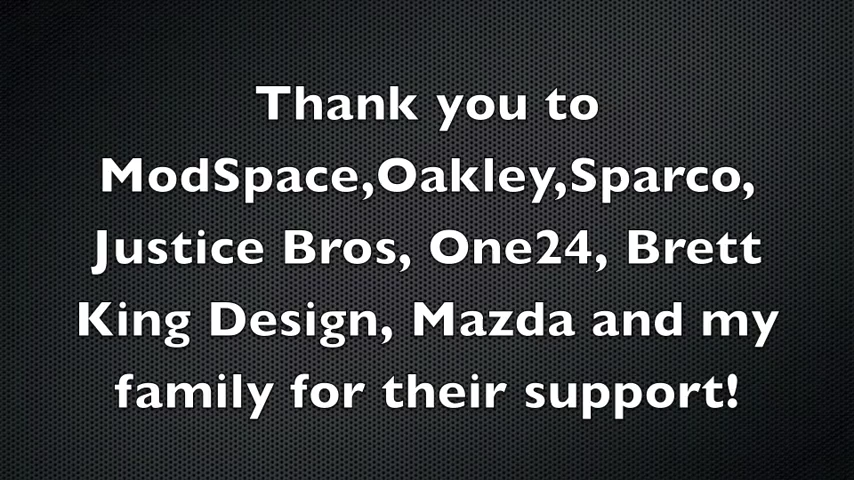 Thank you to
ModSpace,Oakley,Sparco,
Justice Bros, One24, Brett
King Design, Mazda and my
family for their support!